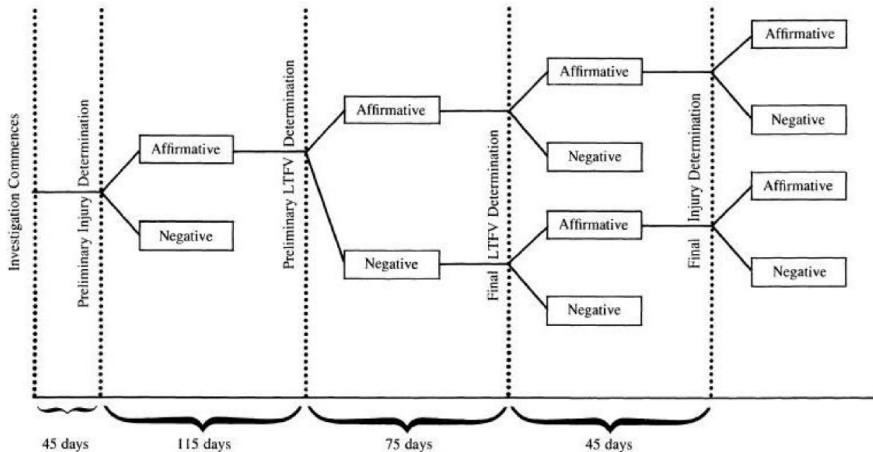 Investigation Commences
Preliminary Injury Determination
Affirmative
Negative
Preliminary LTFV Determination
Affirmative
Negative
Final LTFV Determination
Affirmative
Negative
Affirmative
Negative
Final Injury Determination
Affirmative
Negative
Affirmative
Negative
45 days
115 days
75 days
45 days